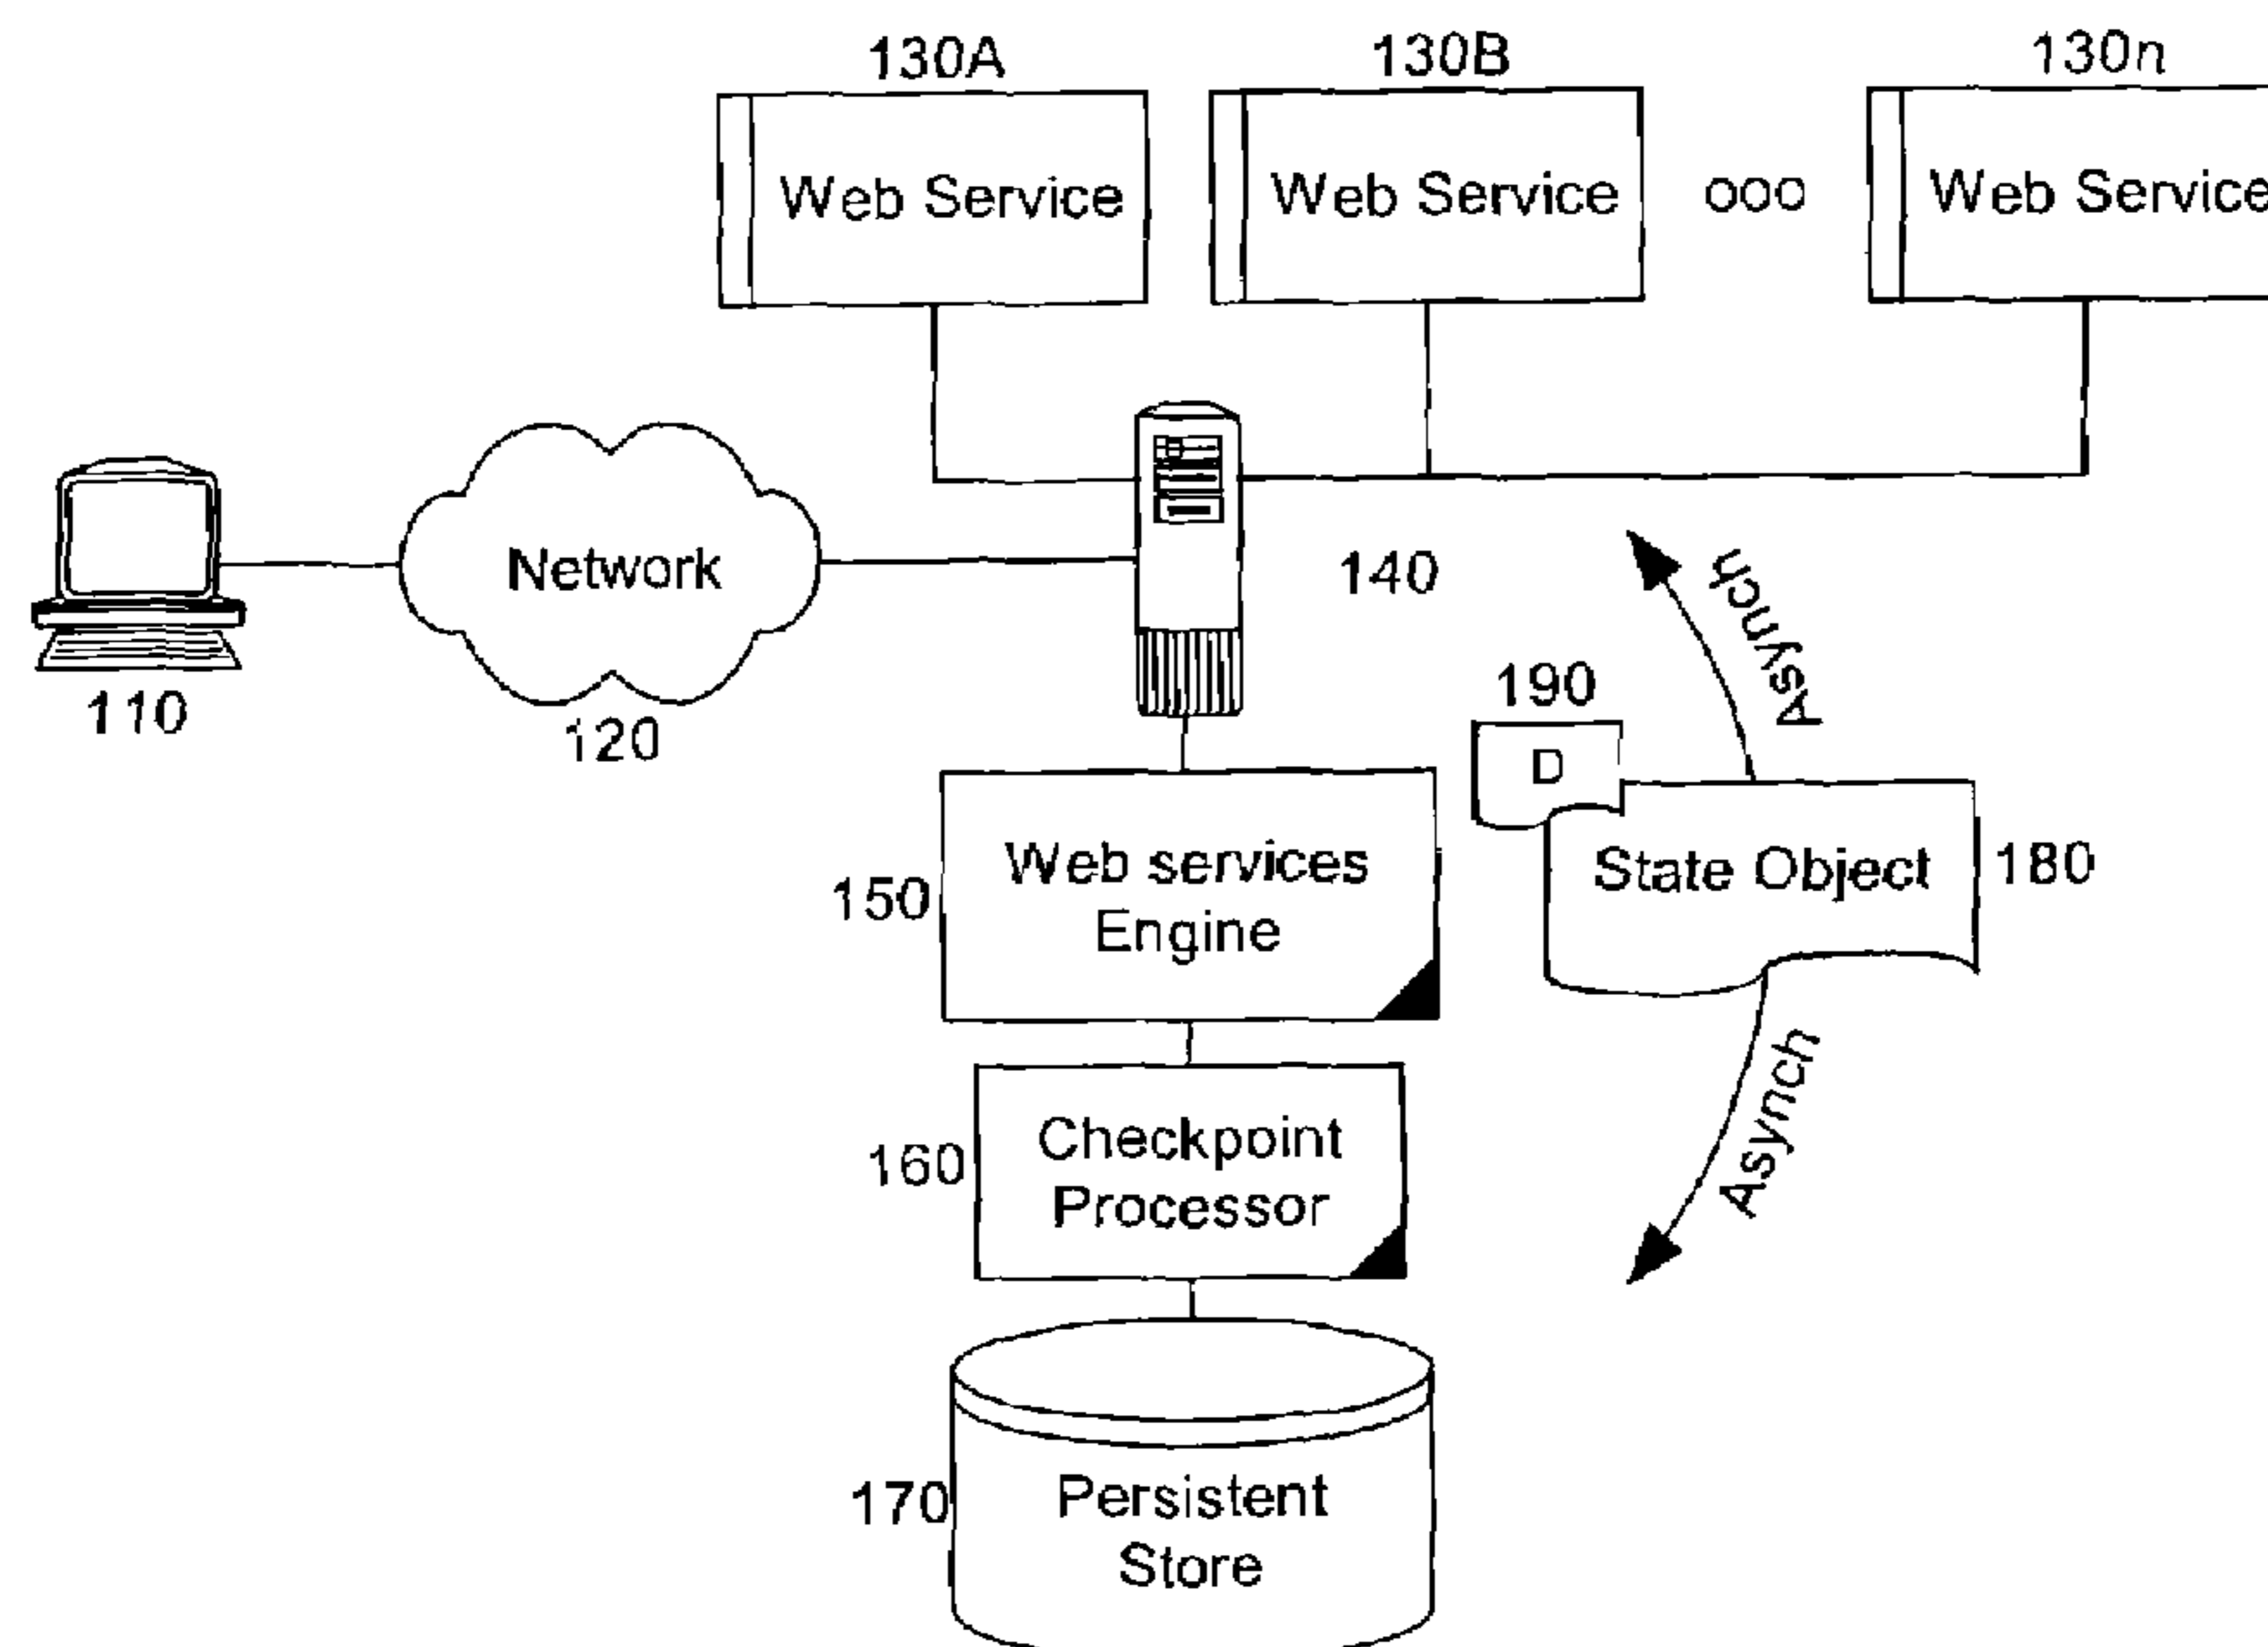 130A
130B
130n
Web Service
Web Service
ooo
Web Service
Network
140
Asynch
110
120
190
D
State Object
180
150
Web services
Engine
160
Checkpoint
Processor
Asynch
170
Persistent
Store